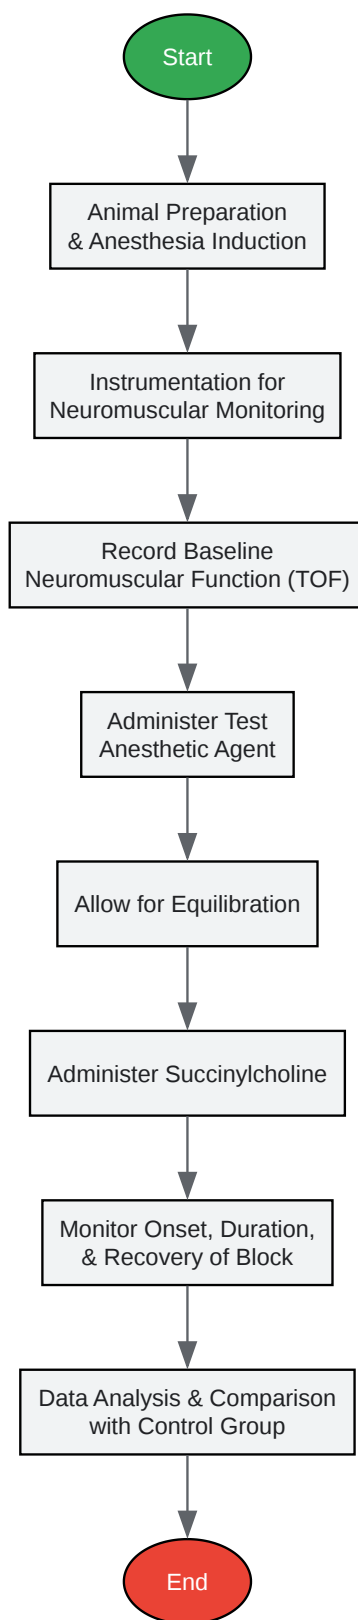 Start
Animal Preparation
& Anesthesia Induction
Instrumentation for
Neuromuscular Monitoring
Record Baseline
Neuromuscular Function (TOF)
Administer Test
Anesthetic Agent
Allow for Equilibration
Administer Succinylcholine
Monitor Onset, Duration,
& Recovery of Block
Data Analysis & Comparison
with Control Group
End